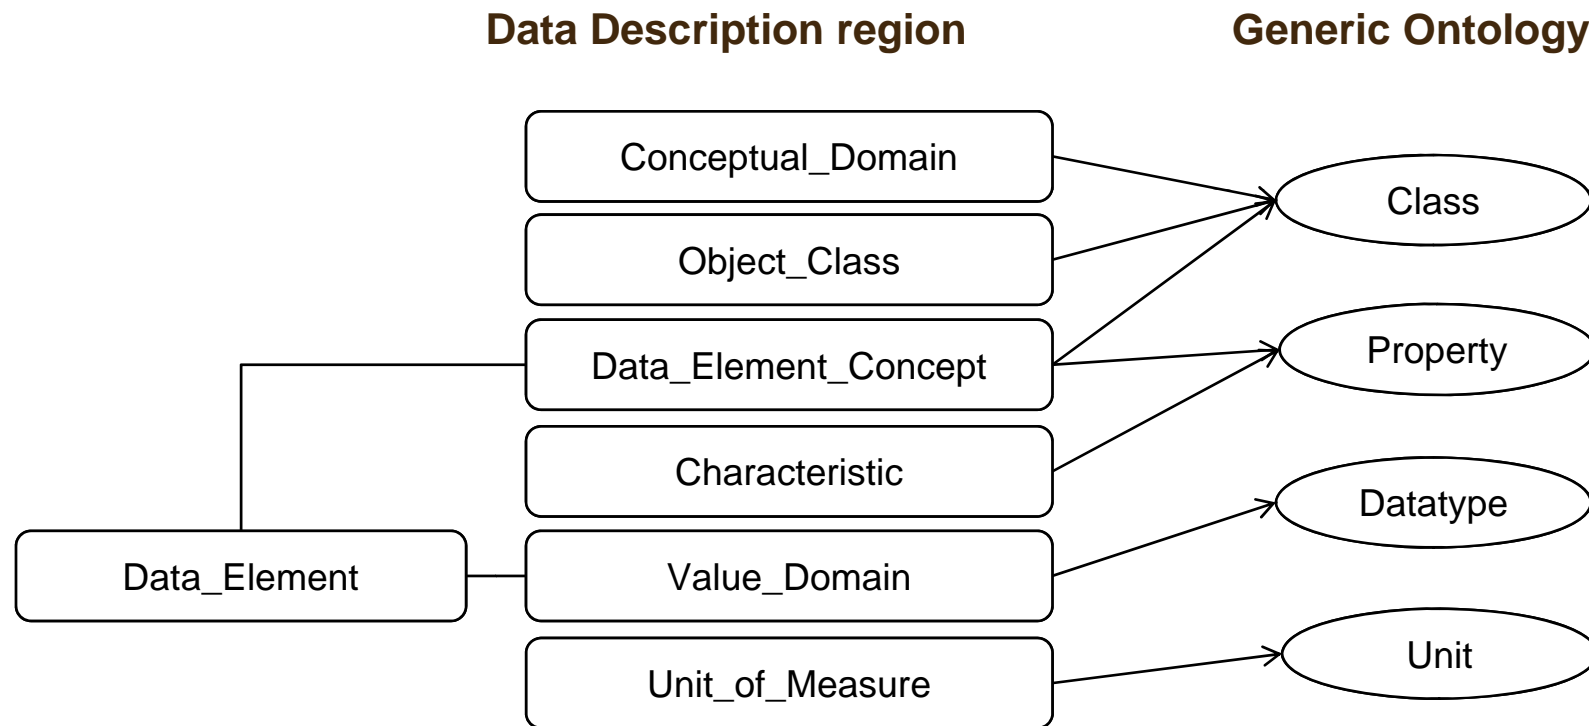 Data Description region
Generic Ontology
Conceptual_Domain
Class
Object_Class
Data_Element_Concept
Property
Characteristic
Datatype
Data_Element
Value_Domain
Unit_of_Measure
Unit